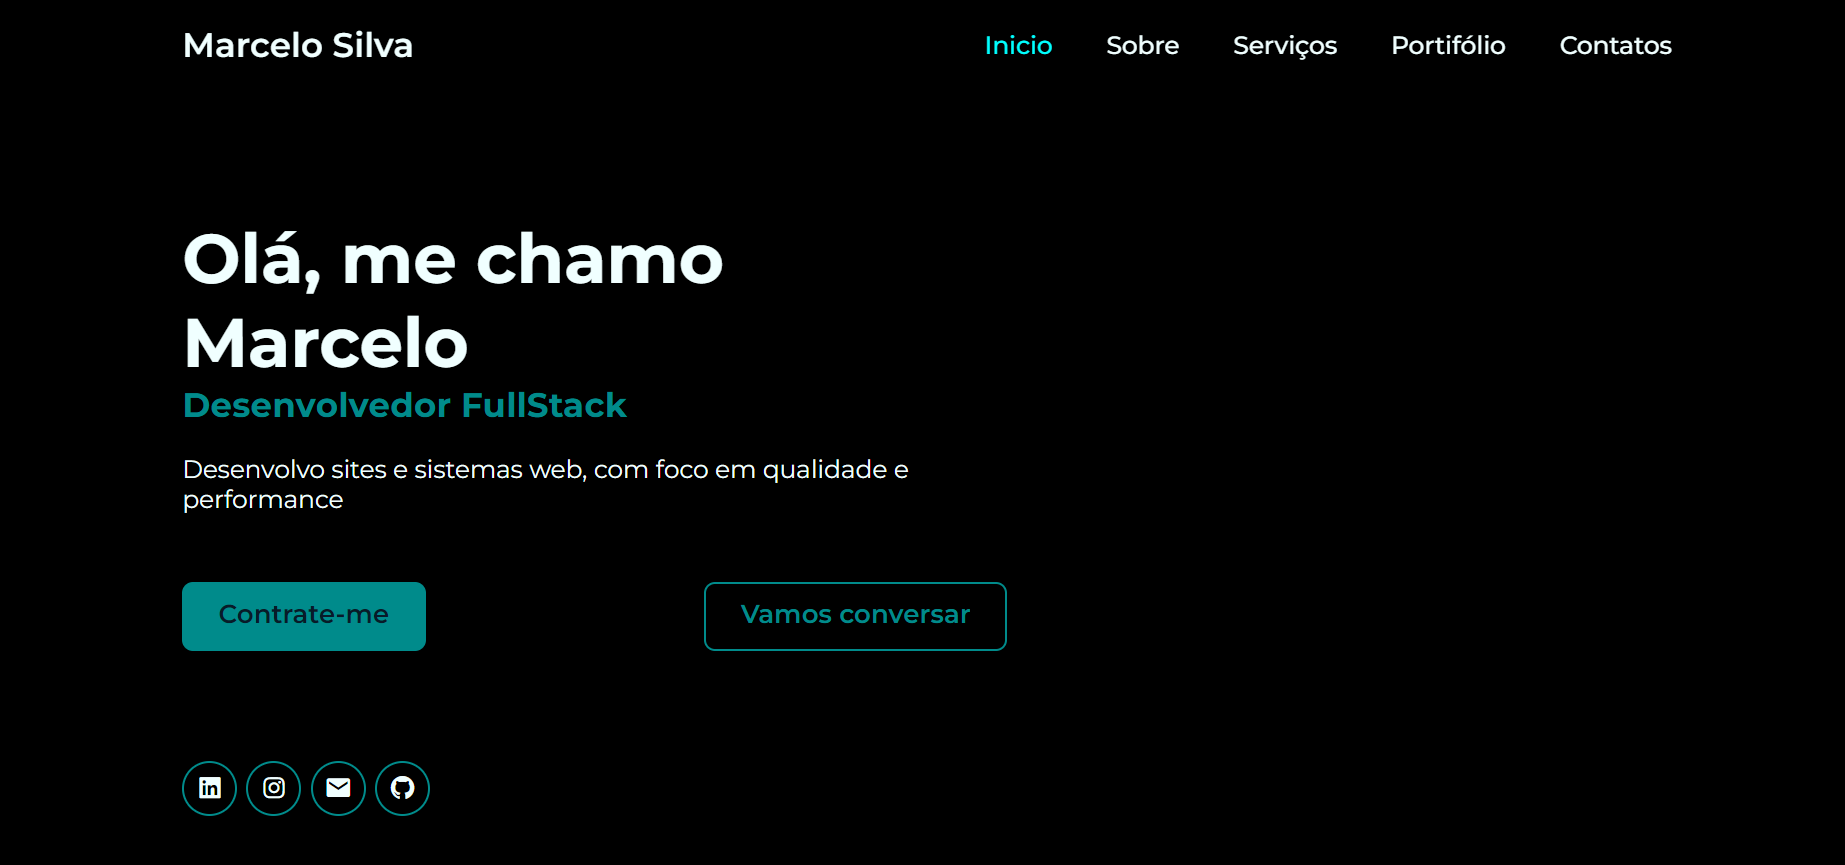 Marcelo Silva
Inicio Sobre Serviços Portifólio Contatos
Olá, me chamo
Marcelo
Desenvolvedor FullStack
Desenvolvo sites e sistemas web, com foco em qualidade e
performance
Contrate-me
Vamos conversar